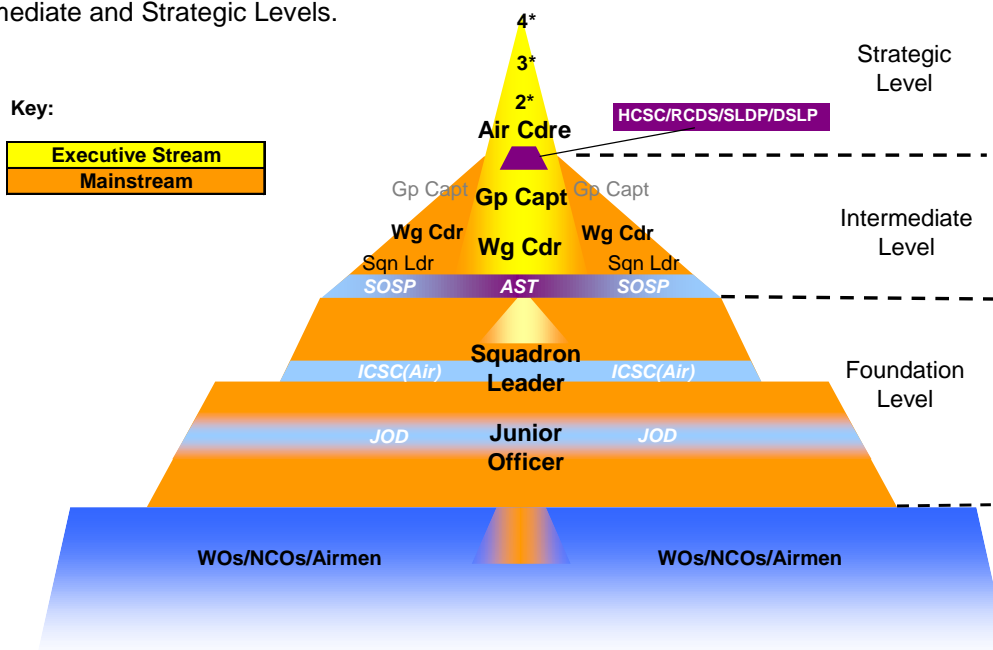 mediate and Strategic Levels.
4*
3*
2*
Air Cdre
HCSC/RCDS/SLDP/DSLP
Strategic
Level
Key:
Executive Stream
Mainstream
Gp Capt
Gp Capt
Gp Capt
Wg Cdr
Wg Cdr
Wg Cdr
Intermediate
Level
Sqn Ldr
Sqn Ldr
SOSP
AST
SOSP
Squadron
Leader
ICSC(Air)
ICSC(Air)
Foundation
Level
JOD
Junior
Officer
JOD
WOs/NCOs/Airmen
WOs/NCOs/Airmen